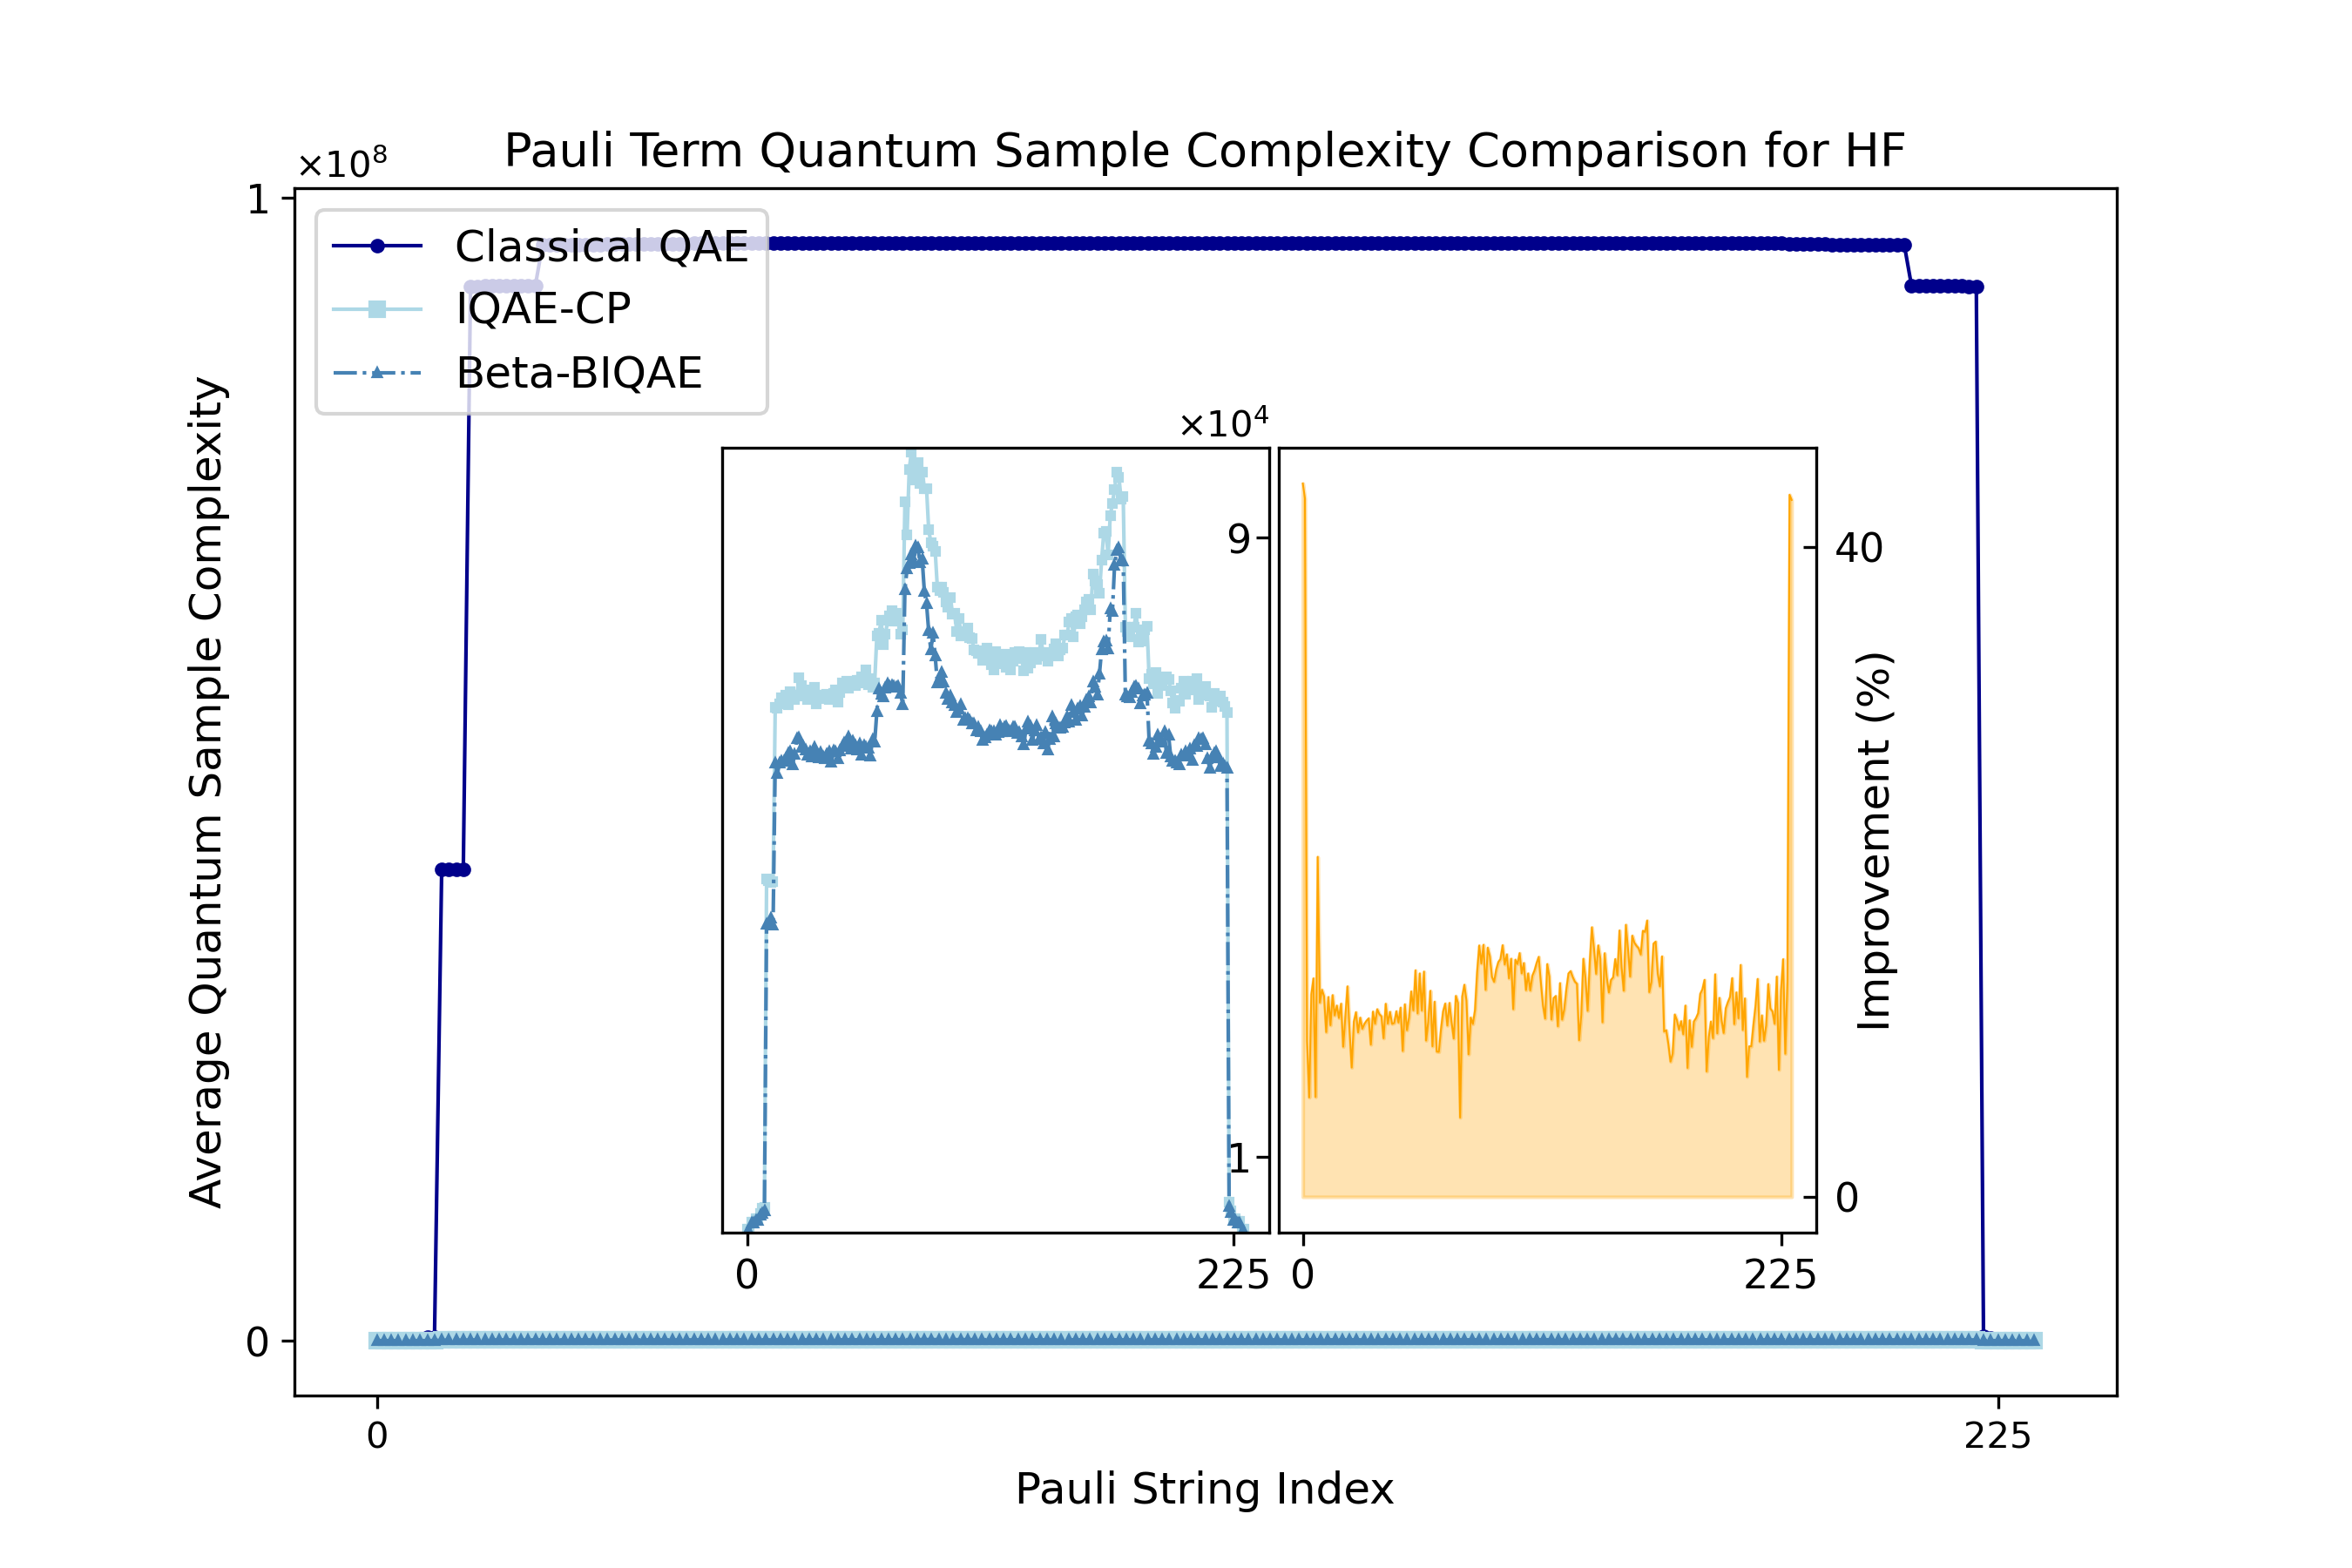 Pauli Term Quantum Sample Complexity Comparison for HF
×10⁸
1
0
Average Quantum Sample Complexity
Classical QAE
IQAE-CP
Beta-BIQAE
×10⁴
9
1
0
225
40
0
Improvement (%)
0
225
0
225
Pauli String Index